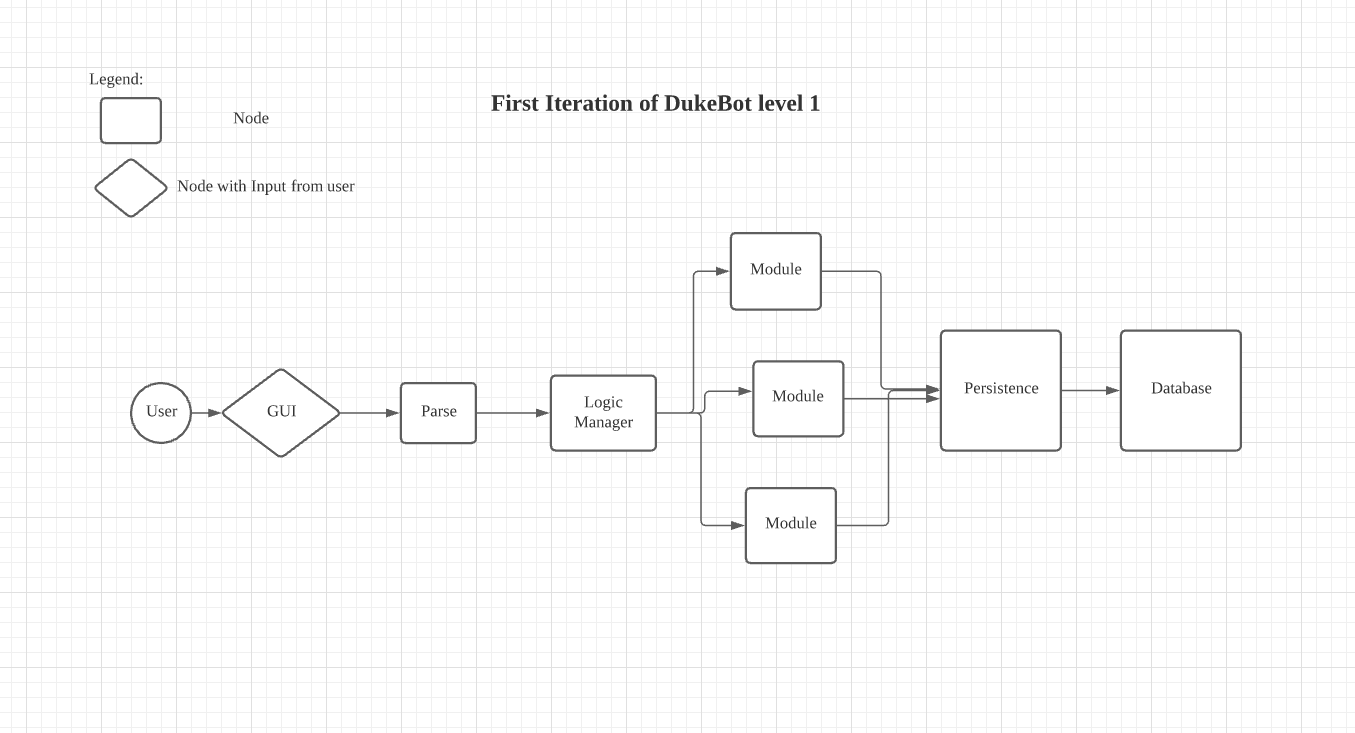 Legend:
First Iteration of DukeBot level 1
Node
Node with Input from user
User
GUI
Parse
Logic
Manager
Module
Module
Module
Persistence
Database